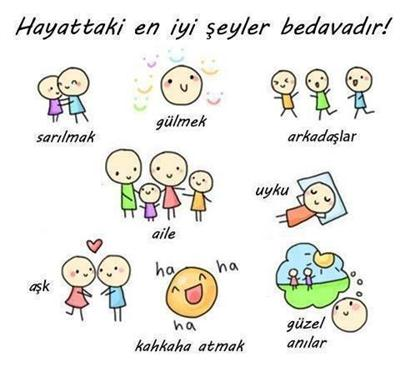 Hayattaki en iyi şeyler bedavadır!
sarılmak
gülmek
arkadaşlar
aile
uyku
aşk
ha
ha
ha
kahkaha atmak
güzel
anılar